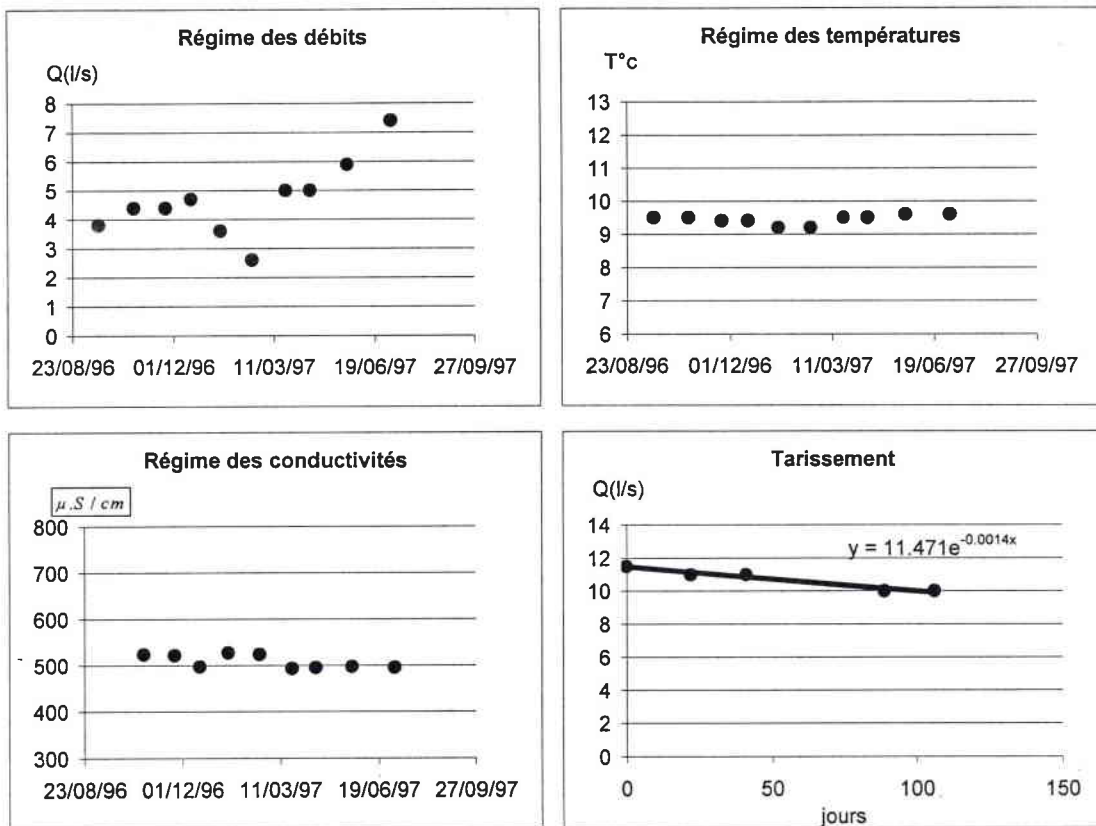 Régime des débits
Q(l/s)
8
7
6
5
4
3
2
1
0
23/08/96 01/12/96 11/03/97 19/06/97 27/09/97
Régime des températures
T°c
13
12
11
10
9
8
7
6
23/08/96 01/12/96 11/03/97 19/06/97 27/09/97
Régime des conductivités
µ.S / cm
800
700
600
500
400
300
23/08/96 01/12/96 11/03/97 19/06/97 27/09/97
Tarissement
Q(l/s)
y = 11.471e^-0.0014x
14
12
10
8
6
4
2
0
0 50 100 150
jours